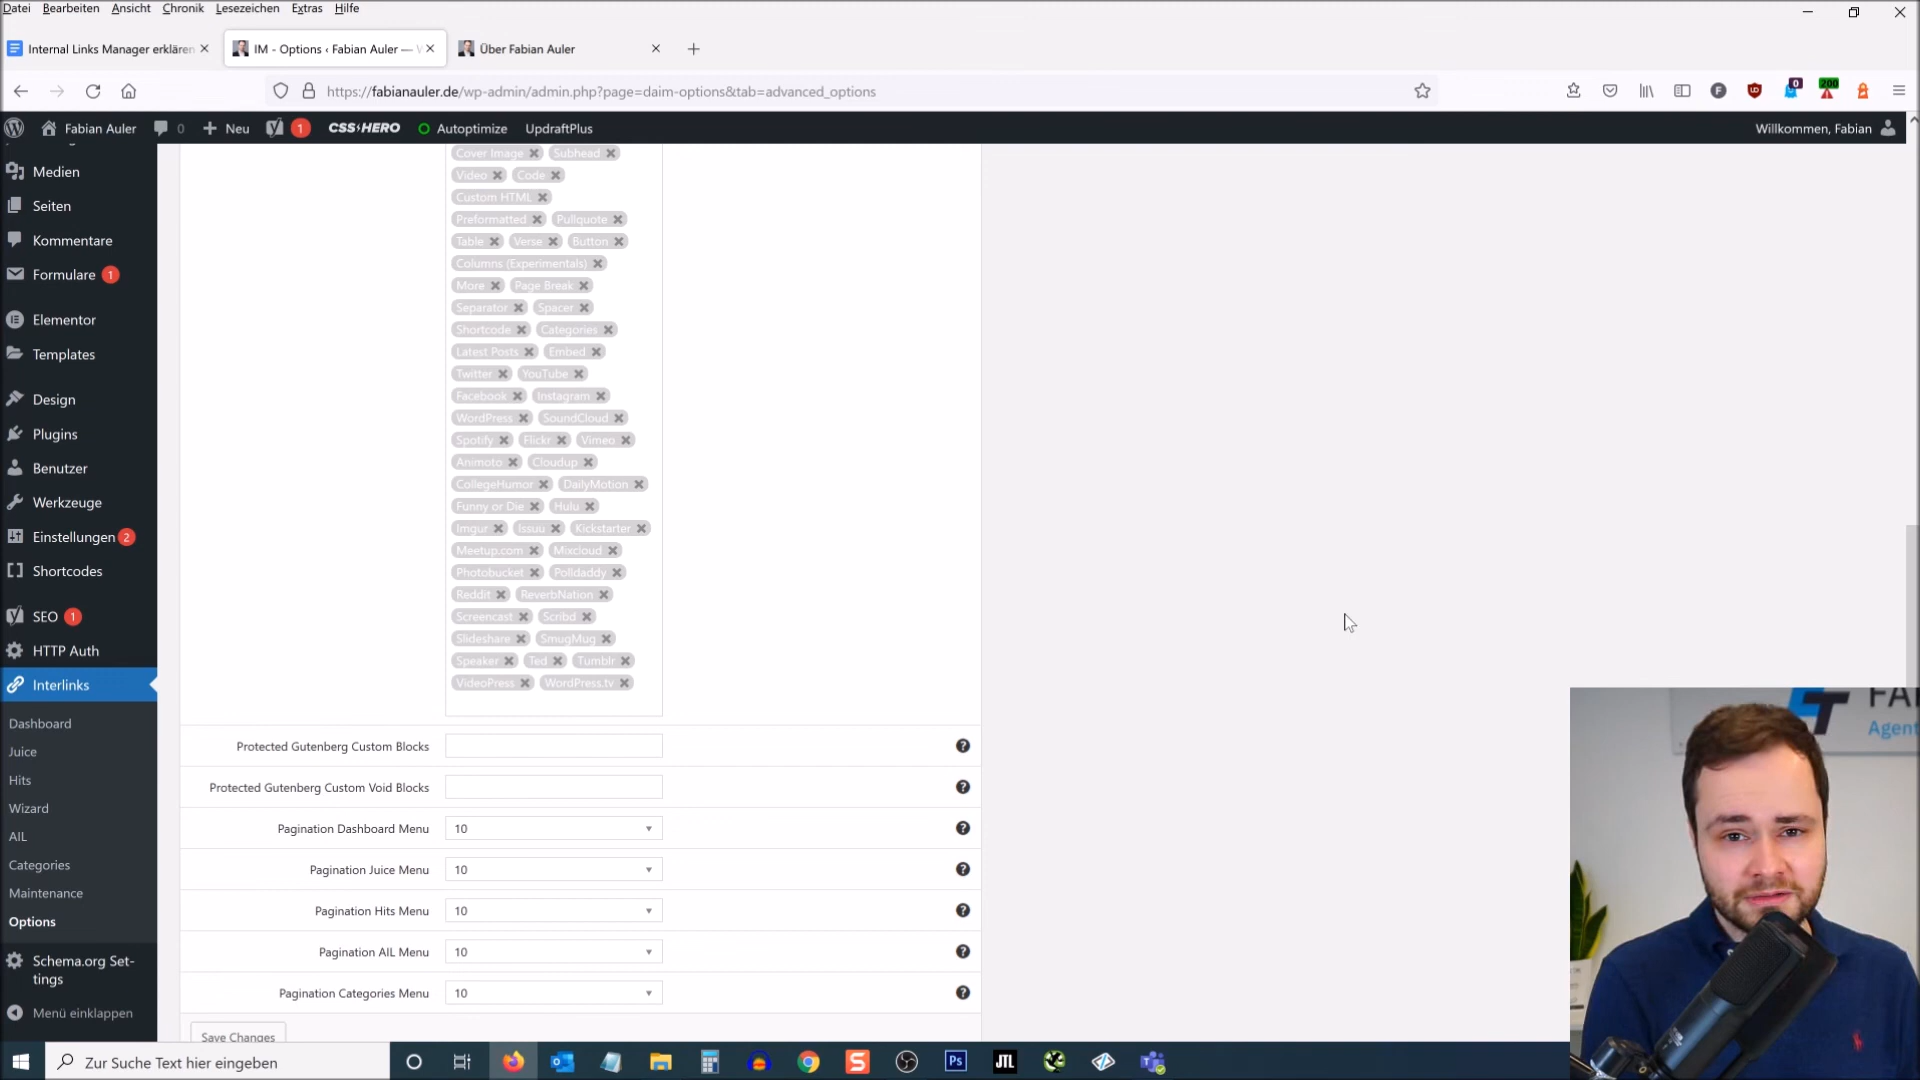 Datei Bearbeiten Ansicht Chronik Lesezeichen Extras Hilfe
Internal Links Manager erklären
IM - Options ‹ Fabian Auler —
Über Fabian Auler
https://fabianauler.de/wp-admin/admin.php?page=daim-options&tab=advanced_options
0
200
Fabian Auler 0 Neu 1 CSS HERO Autoptimize UpdraftPlus Willkommen, Fabian
Medien
Seiten
Kommentare
Formulare 1
Elementor
Templates
Design
Plugins
Benutzer
Werkzeuge
Einstellungen 2
Shortcodes
SEO 1
HTTP Auth
Interlinks
Dashboard
Juice
Hits
Wizard
AIL
Categories
Maintenance
Options
Schema.org Set-
tings
Menü einklappen
Cover Image Subhead
Video Code
Custom HTML
Preformatted Pullquote
Table Verse Button
Columns (Experimentals)
More Page Break
Separator Spacer
Shortcode Categories
Latest Posts Embed
Twitter YouTube
Facebook Instagram
WordPress SoundCloud
Spotify Flickr Vimeo
Animoto Cloudup
CollegeHumor DailyMotion
Funny or Die Hulu
Imgur Issuu Kickstarter
Meetup.com Mixcloud
Photobucket Polldaddy
Reddit ReverbNation
Screencast Scribd
Slideshare SmugMug
Speaker Ted Tumblr
VideoPress WordPress.tv
Protected Gutenberg Custom Blocks
Protected Gutenberg Custom Void Blocks
Pagination Dashboard Menu 10
Pagination Juice Menu 10
Pagination Hits Menu 10
Pagination AIL Menu 10
Pagination Categories Menu 10
Save Changes
Agent
Zur Suche Text hier eingeben
Ps
JTL